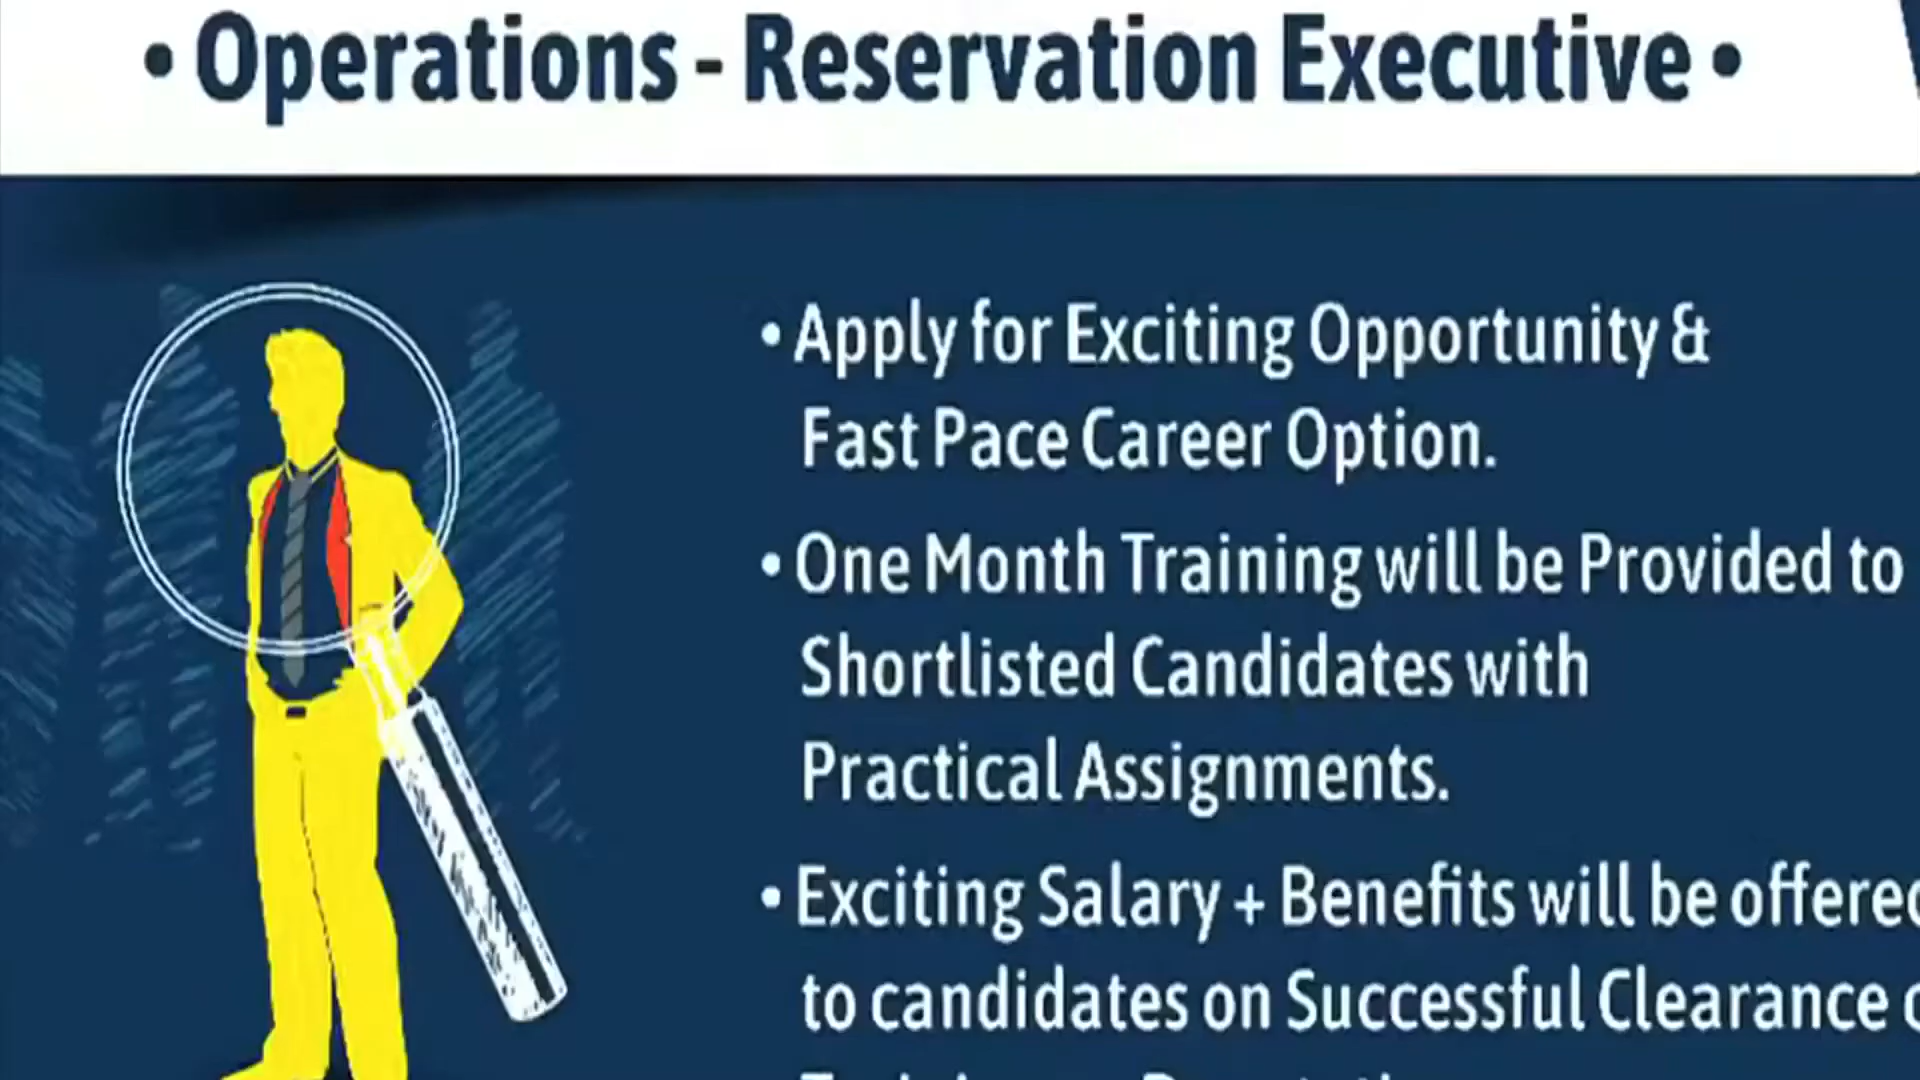 • Operations - Reservation Executive •
• Apply for Exciting Opportunity &
Fast Pace Career Option.
• One Month Training will be Provided to
Shortlisted Candidates with
Practical Assignments.
• Exciting Salary + Benefits will be offered
to candidates on Successful Clearance